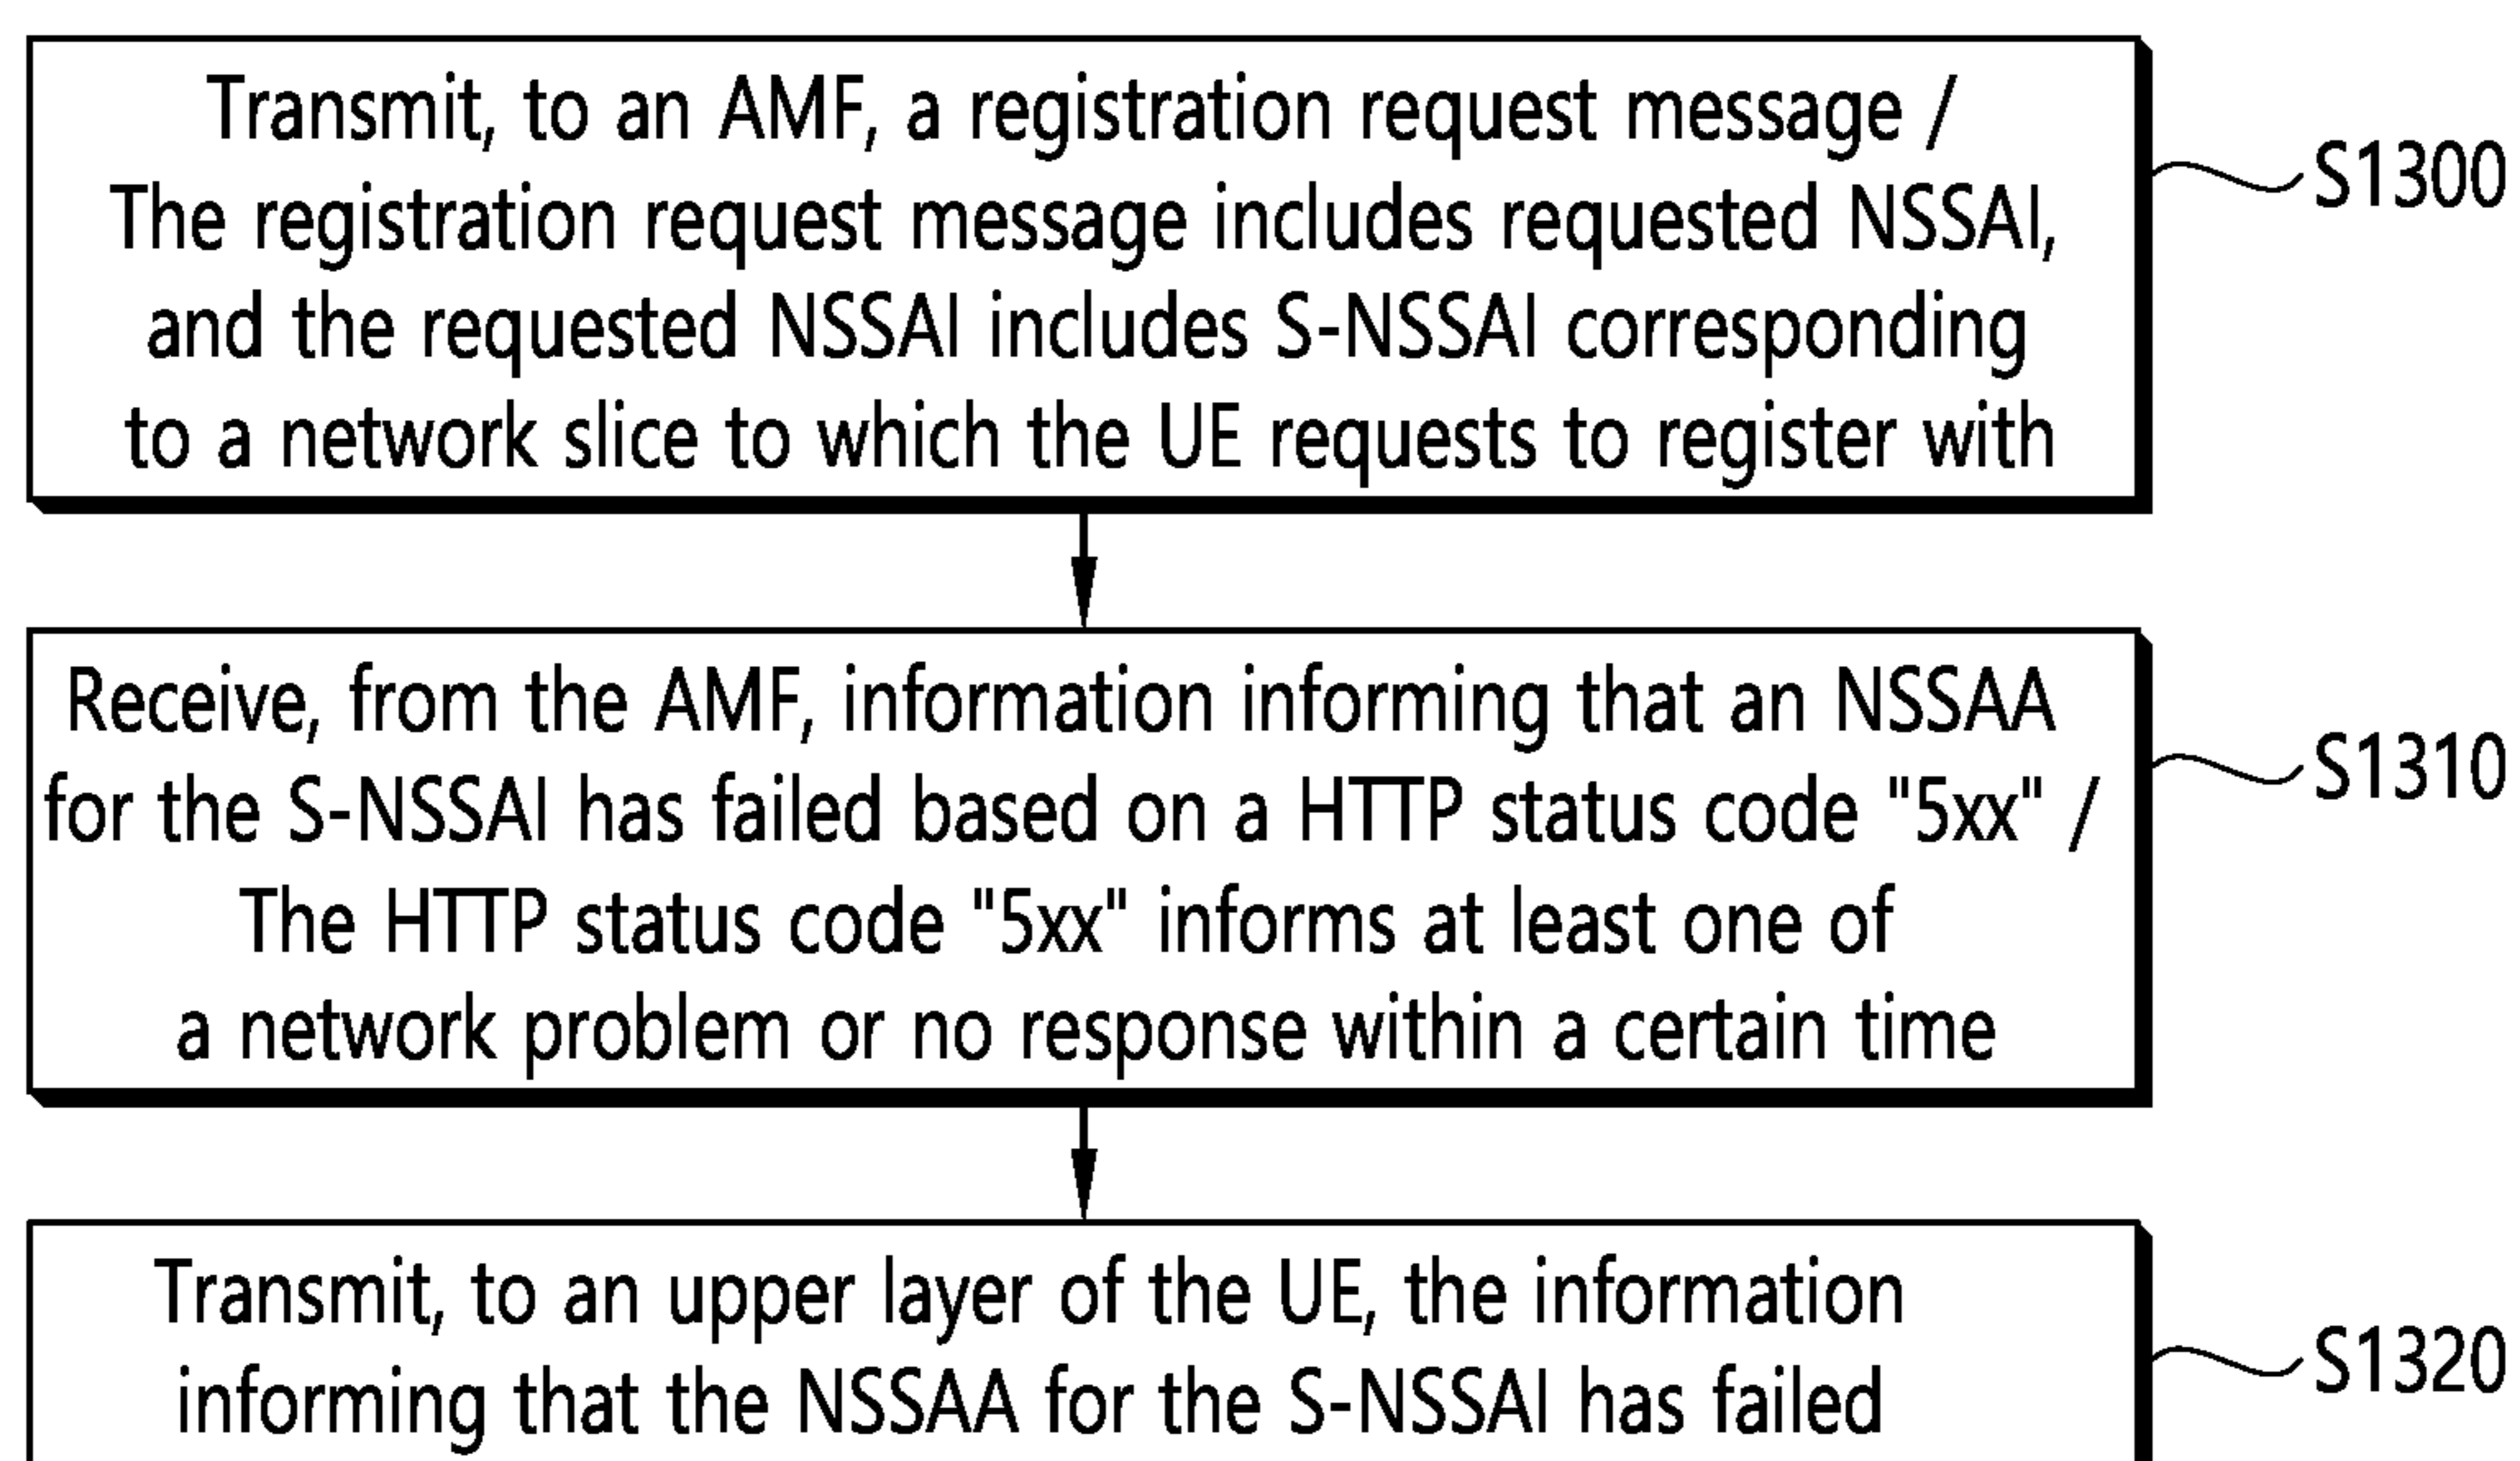 Transmit, to an AMF, a registration request message /
The registration request message includes requested NSSAI,
and the requested NSSAI includes S-NSSAI corresponding
to a network slice to which the UE requests to register with
S1300
Receive, from the AMF, information informing that an NSSAA
for the S-NSSAI has failed based on a HTTP status code "5xx" /
The HTTP status code "5xx" informs at least one of
a network problem or no response within a certain time
S1310
Transmit, to an upper layer of the UE, the information
informing that the NSSAA for the S-NSSAI has failed
S1320